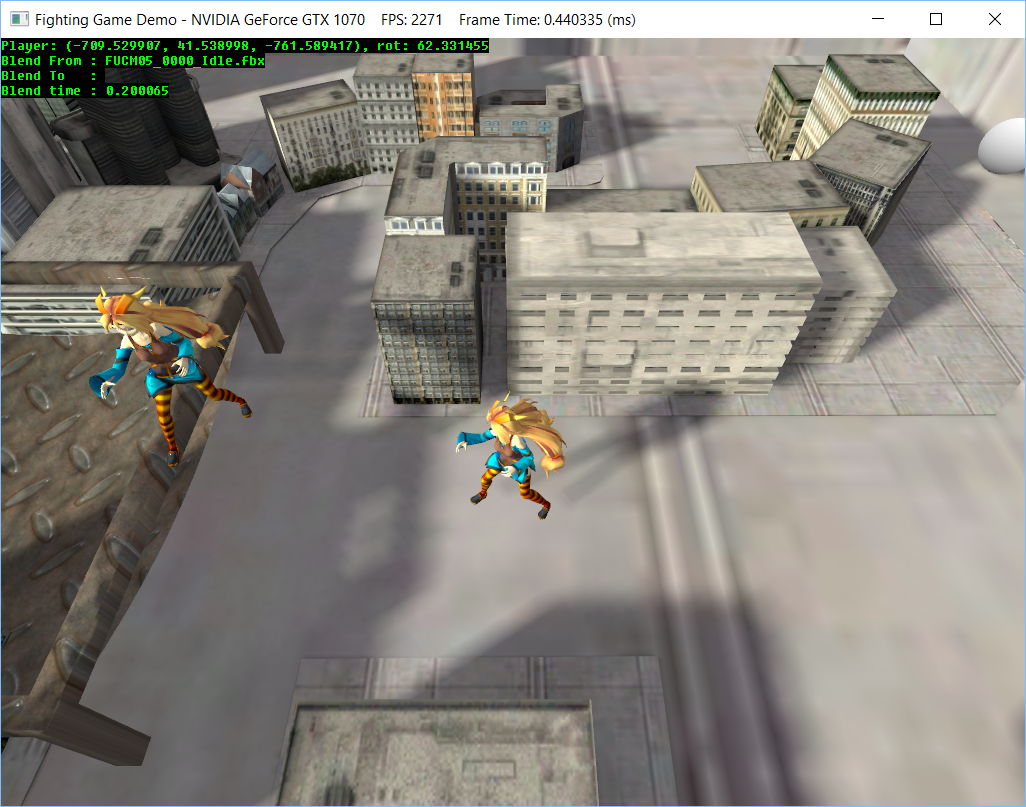 Fighting Game Demo - NVIDIA GeForce GTX 1070    FPS: 2271    Frame Time: 0.440335 (ms)
Player: (-709.529907, 41.538998, -761.589417), rot: 62.331455
Blend From : FUCM05_0000_Idle.fbx
Blend To   :
Blend time : 0.200065